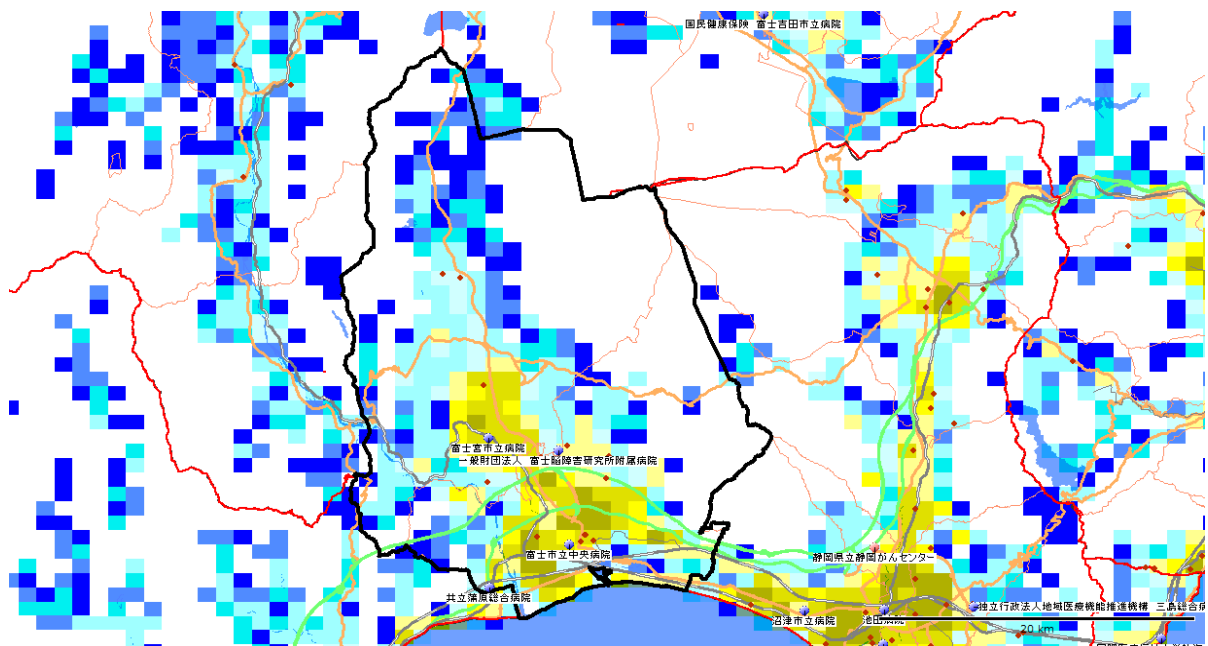 国民健康保険 富士吉田市立病院
富士宮市立病院
一般財団法人 富士脳障害研究所附属病院
富士市立中央病院
静岡県立静岡がんセンター
共立蒲原総合病院
独立行政法人地域医療機能推進機構 三島総合病
沼津市立病院
池田病院
20 km